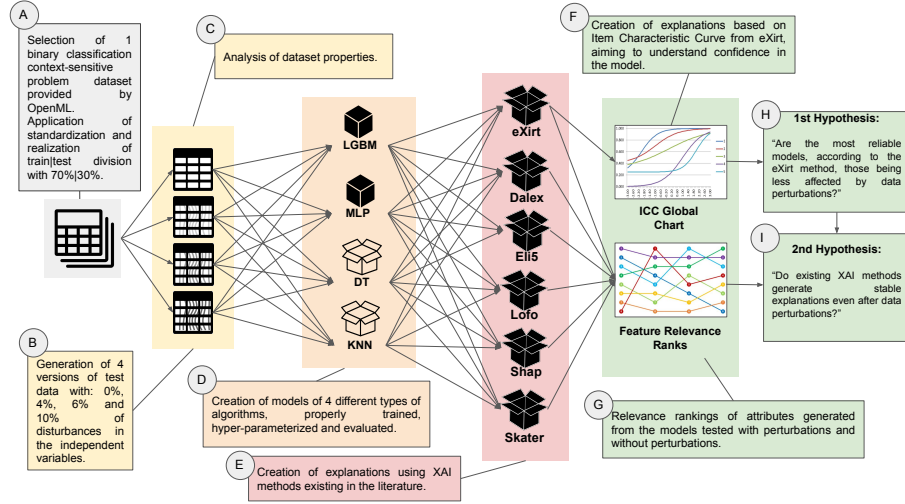 A
Selection of 1
binary classification
context-sensitive
problem dataset
provided by
OpenML.
Application of
standardization and
realization of
train|test division
with 70%|30%.
B
Generation of 4
versions of test
data with: 0%,
4%, 6% and
10% of
disturbances in
the independent
variables.
C
Analysis of dataset properties.
LGBM
MLP
DT
KNN
D
Creation of models of 4 different types of
algorithms, properly trained,
hyper-parameterized and evaluated.
E
Creation of explanations using XAI
methods existing in the literature.
eXirt
Dalex
Eli5
Lofo
Shap
Skater
F
Creation of explanations based on
Item Characteristic Curve from eXirt,
aiming to understand confidence in
the model.
ICC Global
Chart
Feature Relevance
Ranks
G
Relevance rankings of attributes generated
from the models tested with perturbations and
without perturbations.
H
1st Hypothesis:
“Are the most reliable
models, according to the
eXirt method, those being
less affected by data
perturbations?”
I
2nd Hypothesis:
“Do existing XAI methods
generate stable
explanations even after data
perturbations?”